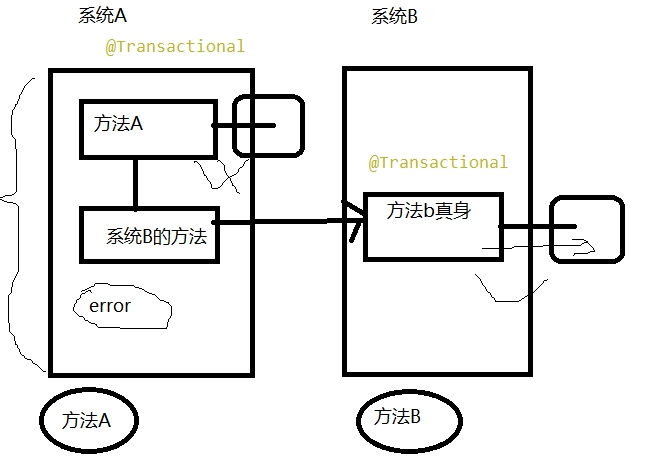 系统A
系统B
@Transactional
方法A
@Transactional
方法b真身
系统B的方法
error
方法A
方法B